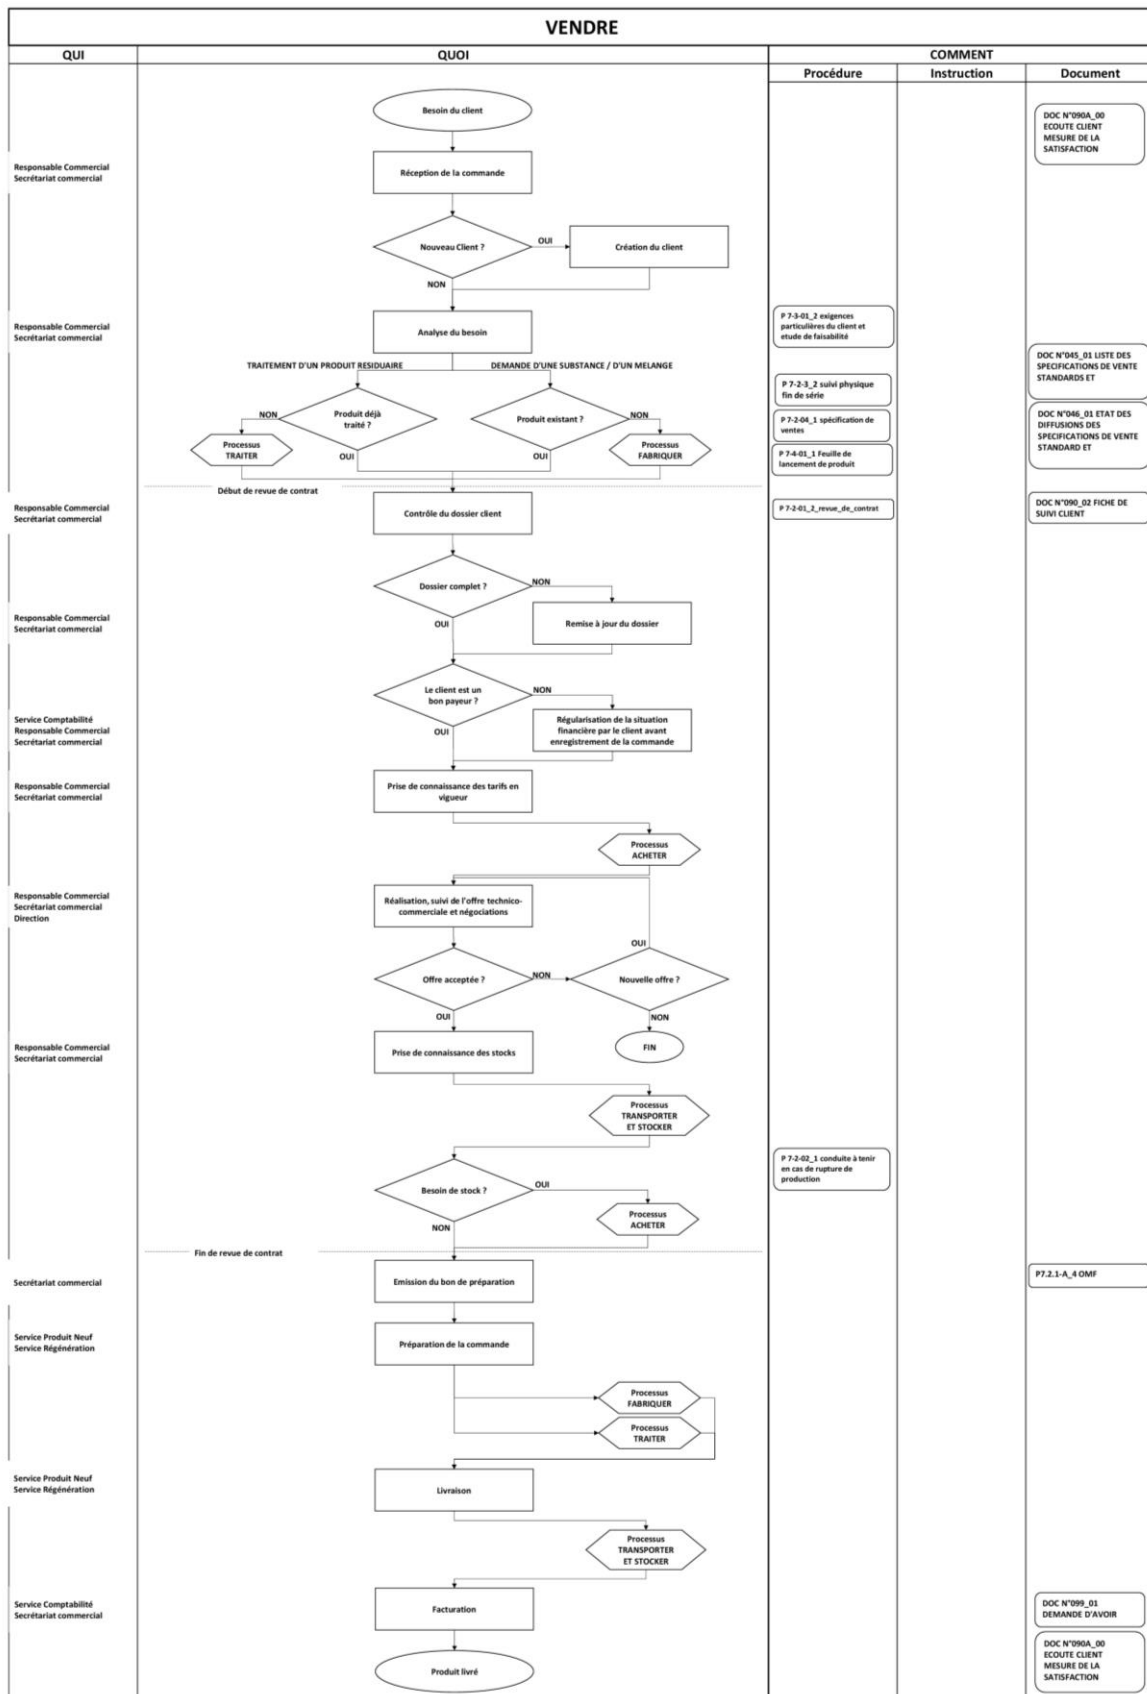 VENDRE
QUI
QUOI
COMMENT
Procédure
Instruction
Document
Besoin du client
DOC N°090A_00
ECOUTE CLIENT
MESURE DE LA
SATISFACTION
Responsable Commercial
Secrétariat commercial
Réception de la commande
Nouveau Client ?
OUI
Création du client
NON
Responsable Commercial
Secrétariat commercial
Analyse du besoin
P 7-3-01_2 exigences
particulières du client et
etude de faisabilité
TRAITEMENT D'UN PRODUIT RESIDUAIRE
DEMANDE D'UNE SUBSTANCE / D'UN MELANGE
DOC N°045_01 LISTE DES
SPECIFICATIONS DE VENTE
STANDARDS ET
P 7-2-3_2 suivi physique
fin de série
NON
Produit déjà
traité ?
Produit existant ?
NON
P 7-2-04_1 spécification de
ventes
DOC N°046_01 ETAT DES
DIFFUSIONS DES
SPECIFICATIONS DE VENTE
STANDARD ET
Processus
TRAITER
OUI
OUI
Processus
FABRIQUER
P 7-4-01_1 Feuille de
lancement de produit
Début de revue de contrat
Responsable Commercial
Secrétariat commercial
Contrôle du dossier client
P 7-2-01_2_revue_de_contrat
DOC N°090_02 FICHE DE
SUIVI CLIENT
Dossier complet ?
NON
Responsable Commercial
Secrétariat commercial
OUI
Remise à jour du dossier
Le client est un
bon payeur ?
NON
Service Comptabilité
Responsable Commercial
Secrétariat commercial
OUI
Régularisation de la situation
financière par le client avant
enregistrement de la commande
Responsable Commercial
Secrétariat commercial
Prise de connaissance des tarifs en
vigueur
Processus
ACHETER
Responsable Commercial
Secrétariat commercial
Direction
Réalisation, suivi de l'offre technico-
commerciale et négociations
OUI
Offre acceptée ?
NON
Nouvelle offre ?
OUI
NON
Responsable Commercial
Secrétariat commercial
Prise de connaissance des stocks
FIN
Processus
TRANSPORTER
ET STOCKER
P 7-2-02_1 conduite à tenir
en cas de rupture de
production
Besoin de stock ?
OUI
Processus
ACHETER
NON
Fin de revue de contrat
Secrétariat commercial
Emission du bon de préparation
P7.2.1-A_4 OMF
Service Produit Neuf
Service Régénération
Préparation de la commande
Processus
FABRIQUER
Processus
TRAITER
Service Produit Neuf
Service Régénération
Livraison
Processus
TRANSPORTER
ET STOCKER
Service Comptabilité
Secrétariat commercial
Facturation
DOC N°099_01
DEMANDE D'AVOIR
Produit livré
DOC N°090A_00
ECOUTE CLIENT
MESURE DE LA
SATISFACTION